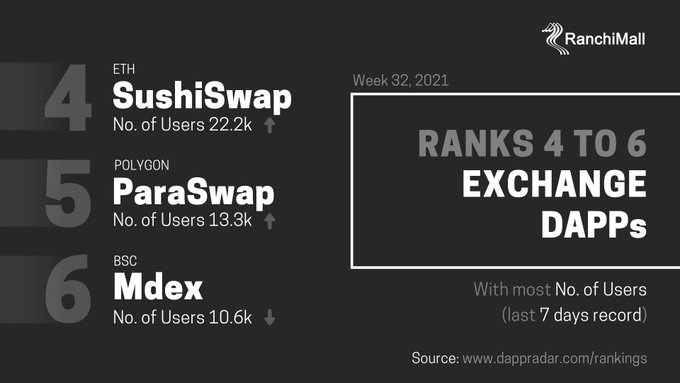 RanchiMall
4
ETH
SushiSwap
No. of Users 22.2k
5
POLYGON
ParaSwap
No. of Users 13.3k
6
BSC
Mdex
No. of Users 10.6k
Week 32, 2021
RANKS 4 TO 6
EXCHANGE
DAPPs
With most No. of Users
(last 7 days record)
Source: www.dappradar.com/rankings